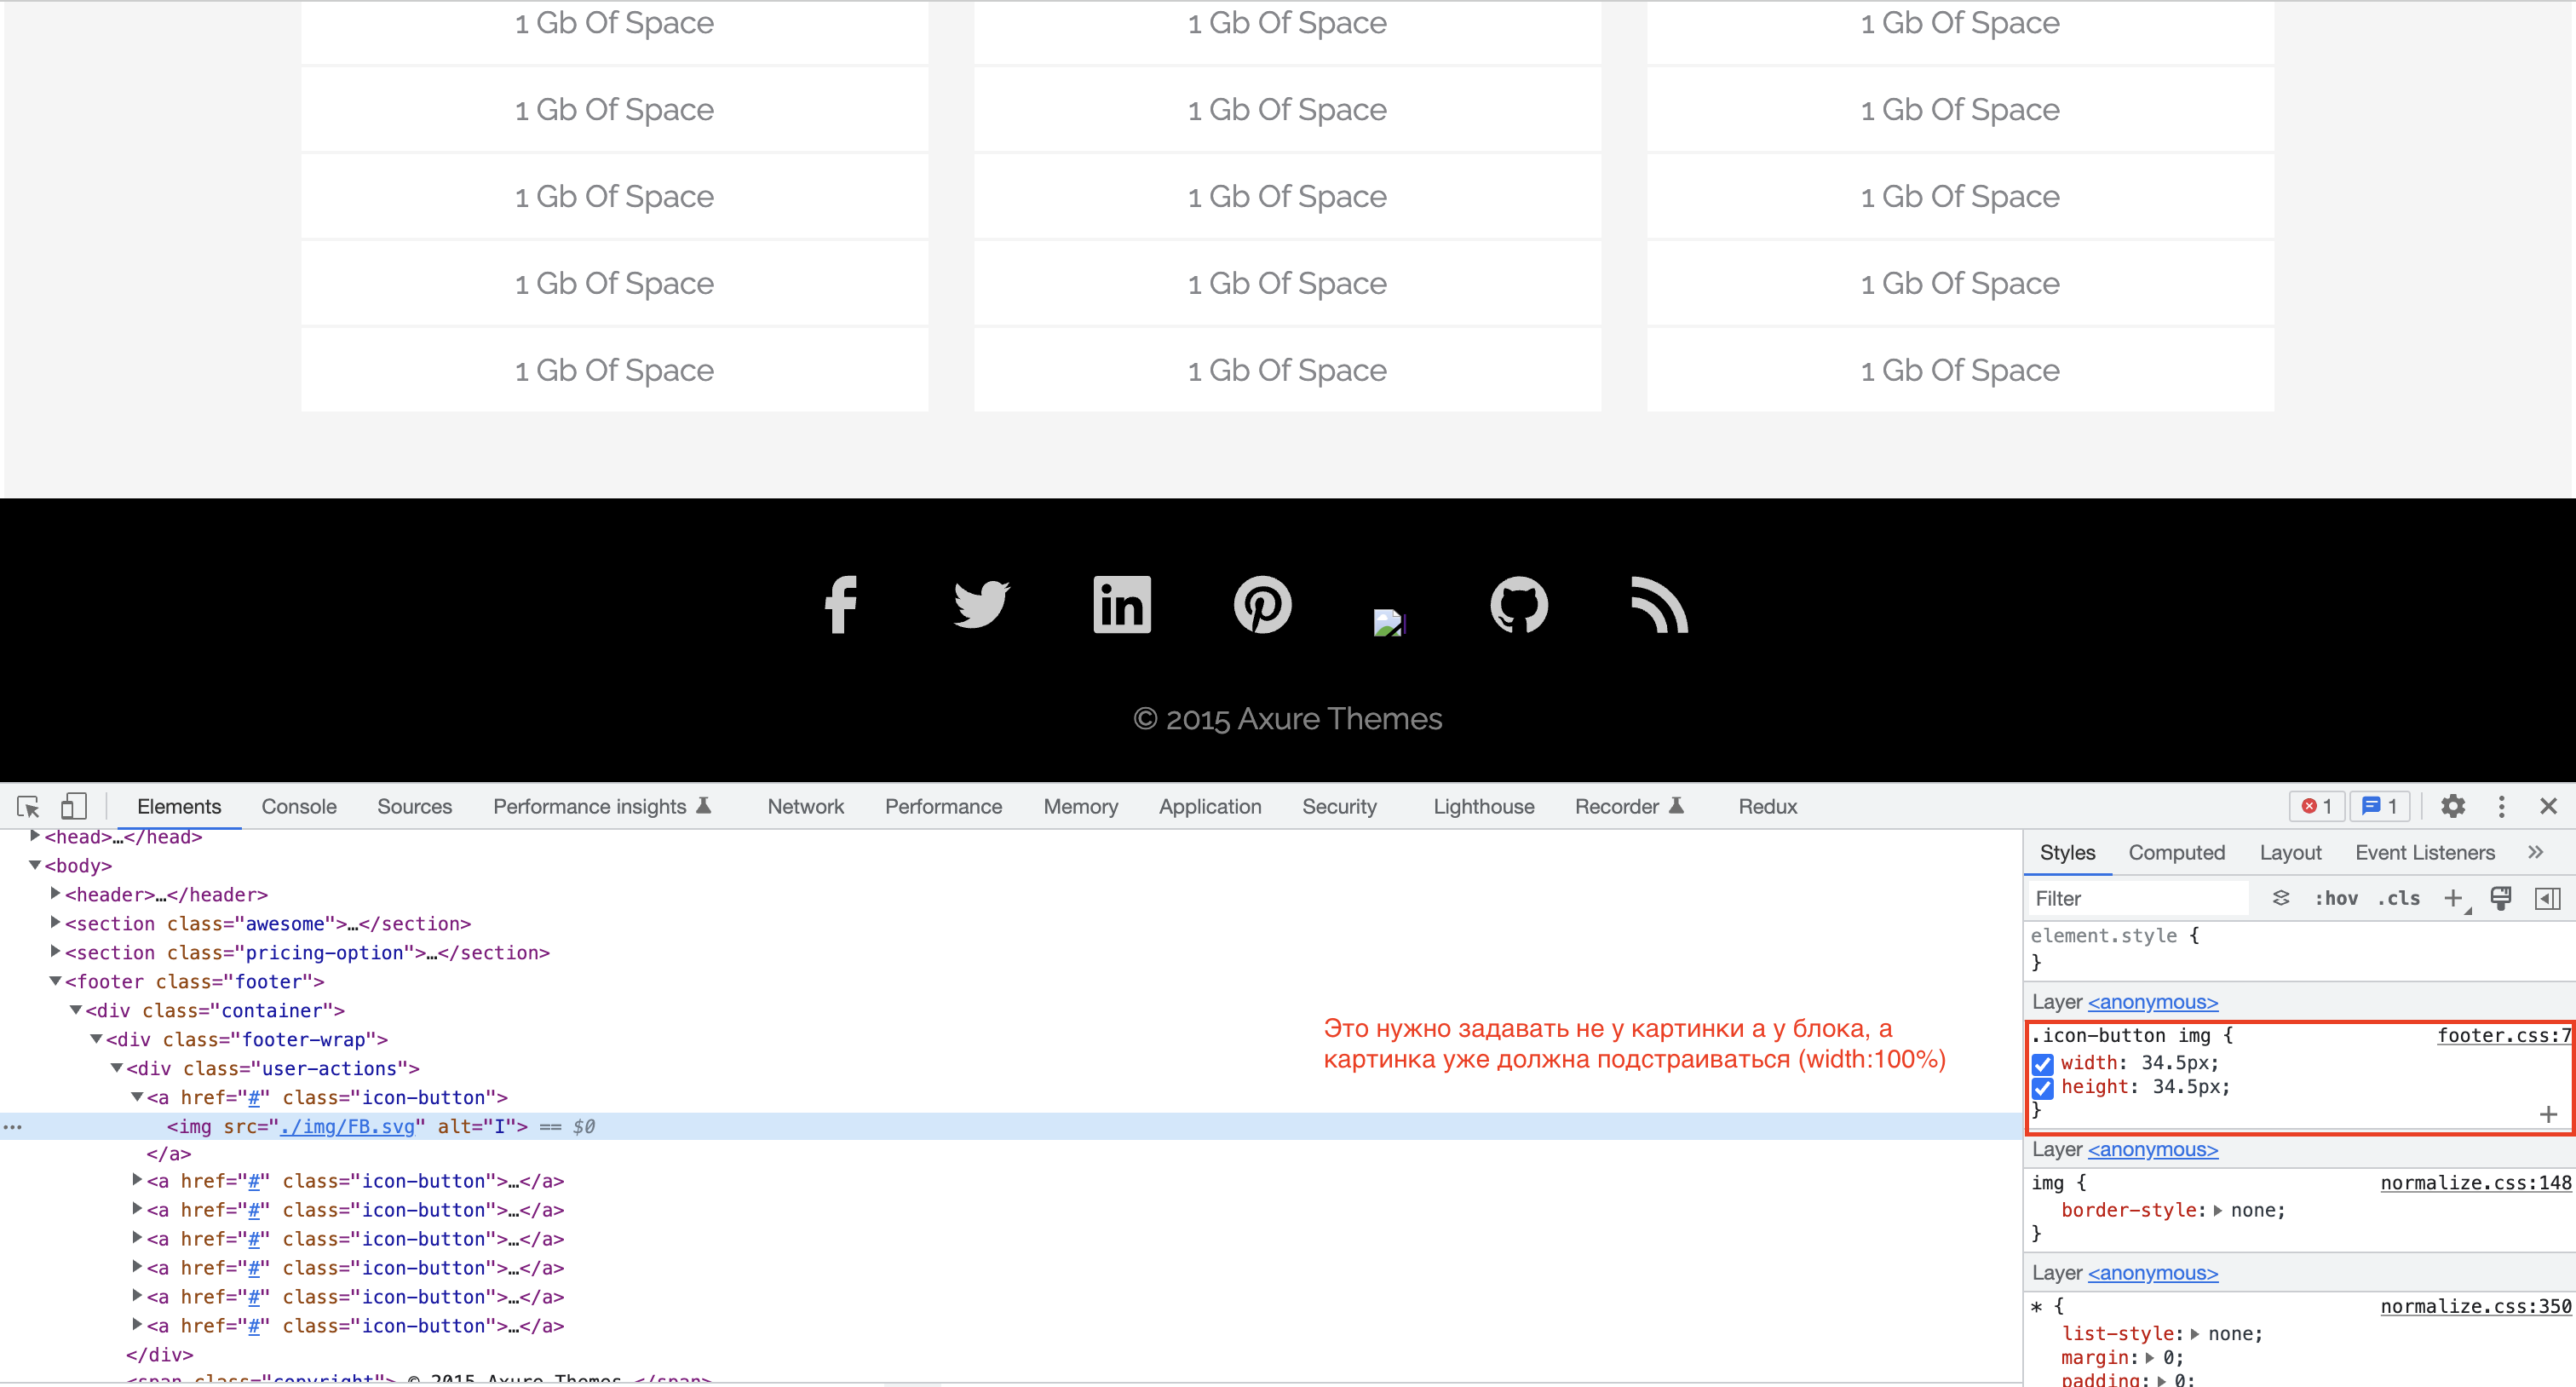 1 Gb Of Space 1 Gb Of Space 1 Gb Of Space
1 Gb Of Space 1 Gb Of Space 1 Gb Of Space
1 Gb Of Space 1 Gb Of Space 1 Gb Of Space
1 Gb Of Space 1 Gb Of Space 1 Gb Of Space
1 Gb Of Space 1 Gb Of Space 1 Gb Of Space
© 2015 Axure Themes
Elements Console Sources Performance insights Network Performance Memory Application Security Lighthouse Recorder Redux 1 1
<head>…</head>
<body>
<header>…</header>
<section class="awesome">…</section>
<section class="pricing-option">…</section>
<footer class="footer">
<div class="container">
<div class="footer-wrap">
<div class="user-actions">
<a href="#" class="icon-button">
<img src="./img/FB.svg" alt="I"> == $0
</a>
<a href="#" class="icon-button">…</a>
<a href="#" class="icon-button">…</a>
<a href="#" class="icon-button">…</a>
<a href="#" class="icon-button">…</a>
<a href="#" class="icon-button">…</a>
<a href="#" class="icon-button">…</a>
</div>
<span class="copyright"> © 2015 Axure Themes </span>
Это нужно задавать не у картинки а у блока, а
картинка уже должна подстраиваться (width:100%)
Styles Computed Layout Event Listeners »
Filter :hov .cls +
element.style {
}
Layer <anonymous>
.icon-button img { footer.css:7
width: 34.5px;
height: 34.5px;
}
Layer <anonymous>
img { normalize.css:148
border-style: none;
}
Layer <anonymous>
* { normalize.css:350
list-style: none;
margin: 0;
padding: 0;